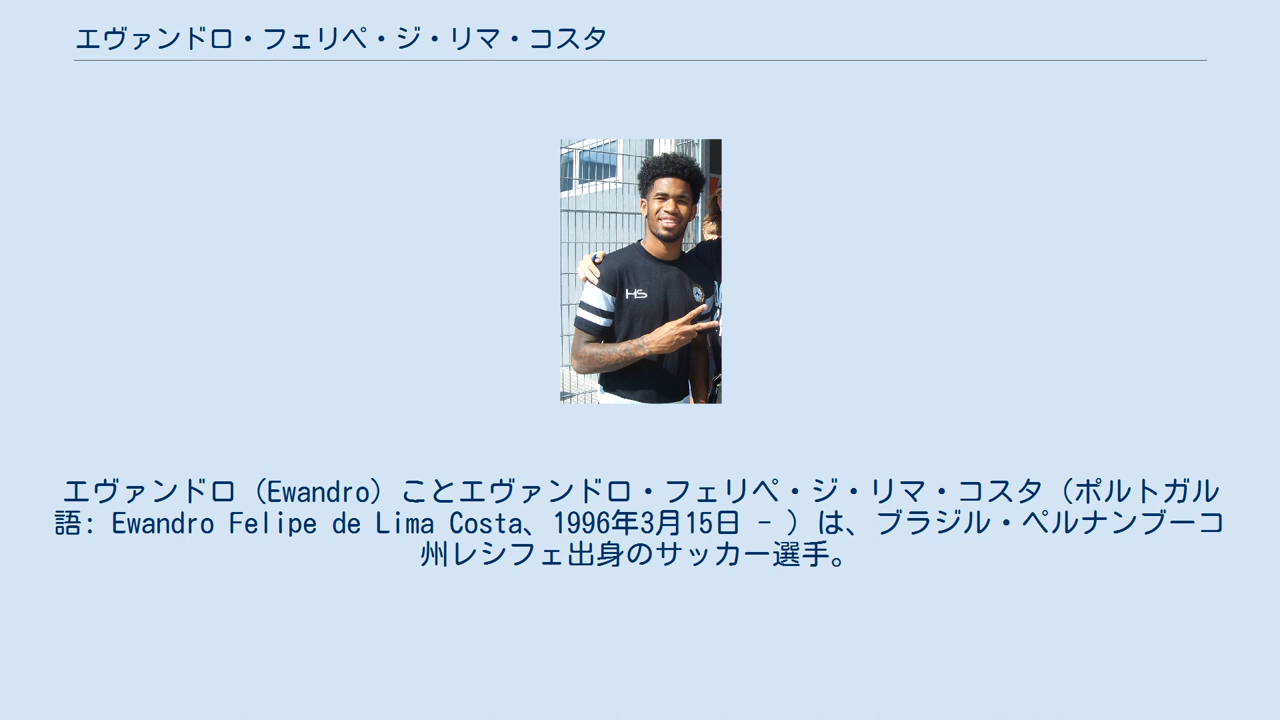 エヴァンドロ・フェリペ・ジ・リマ・コスタ
HS
エヴァンドロ（Ewandro）ことエヴァンドロ・フェリペ・ジ・リマ・コスタ（ポルトガル
語: Ewandro Felipe de Lima Costa、1996年3月15日 - ）は、ブラジル・ペルナンブーコ
州レシフェ出身のサッカー選手。